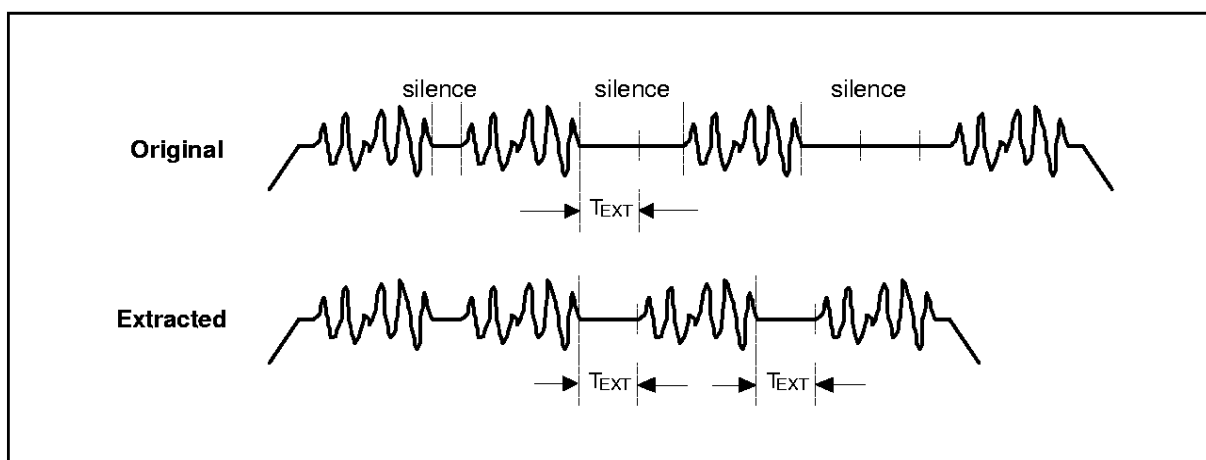 silence silence silence
Original
TEXT
Extracted
TEXT TEXT